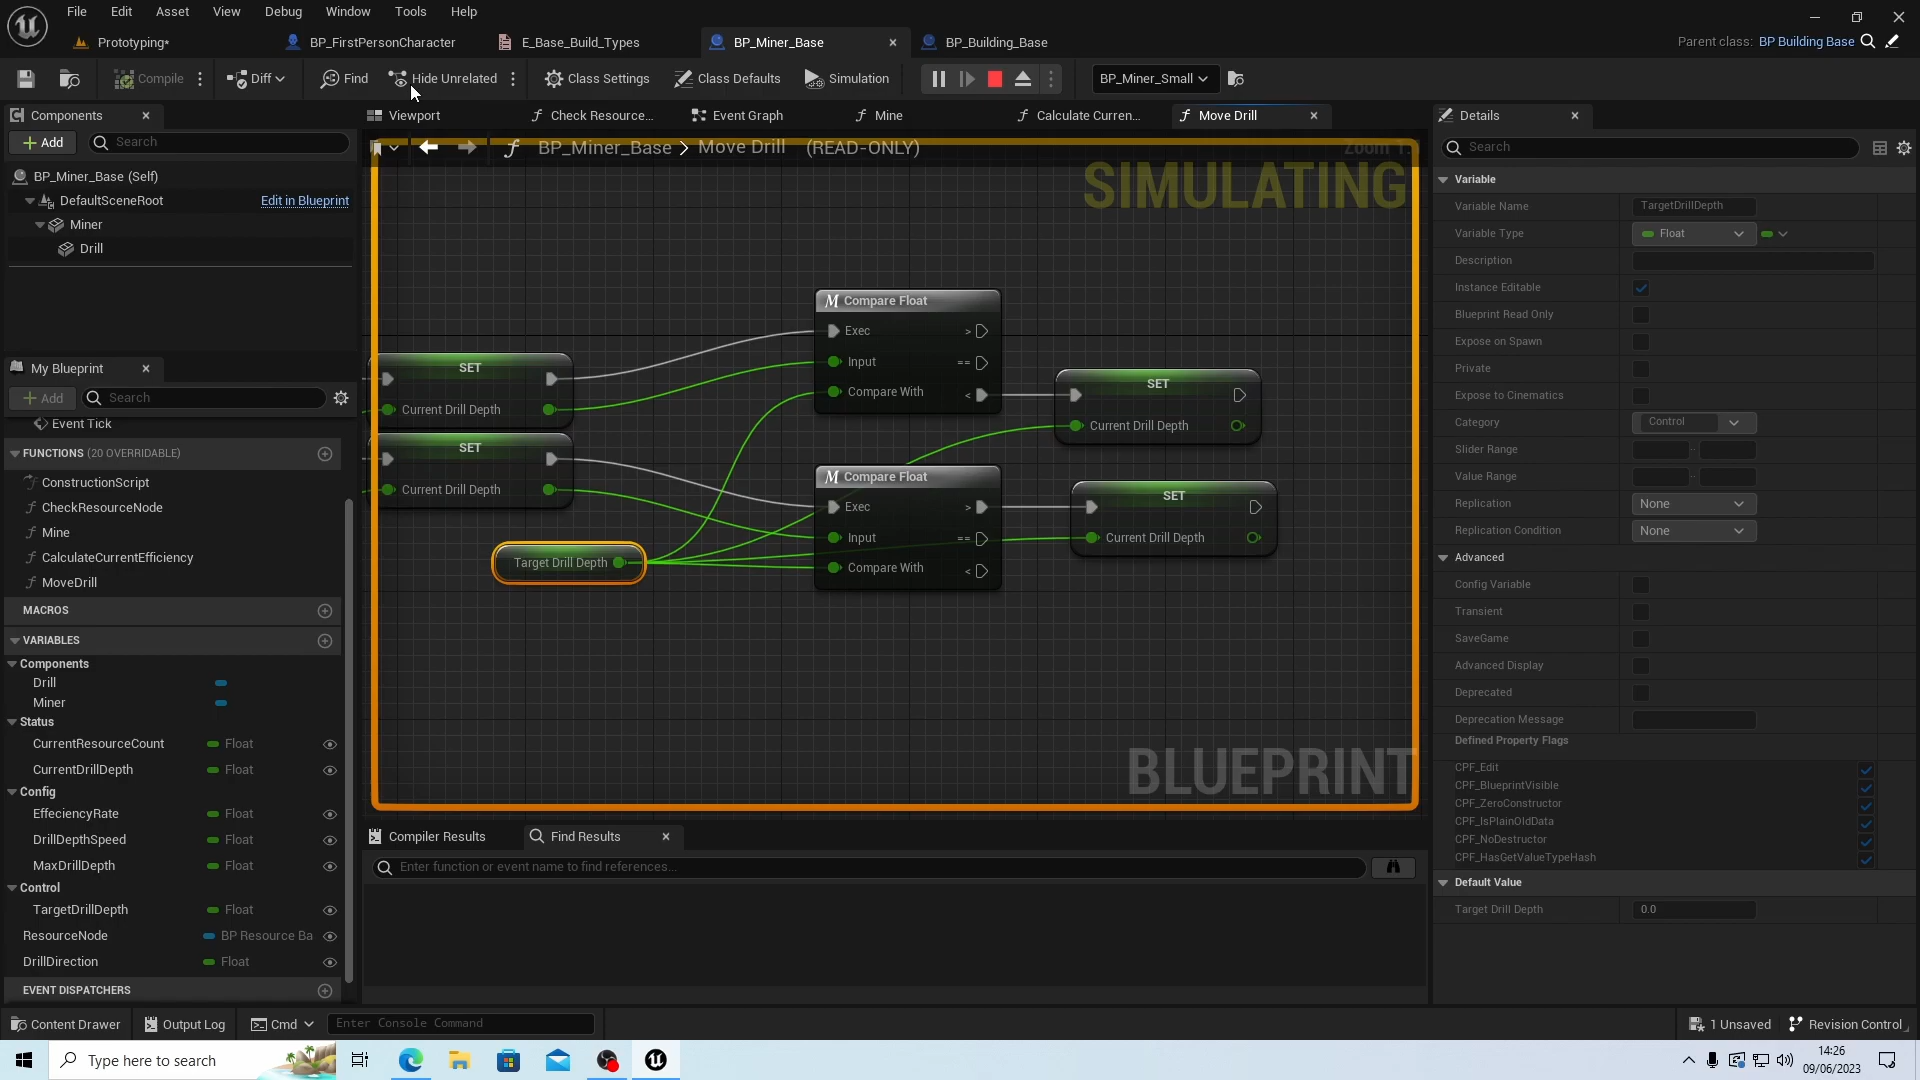 File Edit Asset View Debug Window Tools Help
Prototyping* BP_FirstPersonCharacter E_Base_Build_Types BP_Miner_Base BP_Building_Base Parent class: BP Building Base
Compile Diff Find Hide Unrelated Class Settings Class Defaults Simulation BP_Miner_Small
Components Viewport Check Resource... Event Graph Mine Calculate Curren... Move Drill Details
Add Search BP_Miner_Base > Move Drill (READ-ONLY) Search
SIMULATING
BP_Miner_Base (Self)
DefaultSceneRoot Edit in Blueprint
Miner
Drill
My Blueprint
Add Search
Event Tick
FUNCTIONS (20 OVERRIDABLE)
ConstructionScript
CheckResourceNode
Mine
CalculateCurrentEfficiency
MoveDrill
MACROS
VARIABLES
Components
Drill
Miner
Status
CurrentResourceCount Float
CurrentDrillDepth Float
Config
EffeciencyRate Float
DrillDepthSpeed Float
MaxDrillDepth Float
Control
TargetDrillDepth Float
ResourceNode BP Resource Ba
DrillDirection Float
EVENT DISPATCHERS
SET
Current Drill Depth
SET
Current Drill Depth
Target Drill Depth
Compare Float
Exec >
Input ==
Compare With <
Compare Float
Exec >
Input ==
Compare With <
SET
Current Drill Depth
SET
Current Drill Depth
BLUEPRINT
Compiler Results Find Results
Enter function or event name to find references...
Variable
Variable Name TargetDrillDepth
Variable Type Float
Description
Instance Editable
Blueprint Read Only
Expose on Spawn
Private
Expose to Cinematics
Category Control
Slider Range
Value Range
Replication None
Replication Condition None
Advanced
Config Variable
Transient
SaveGame
Advanced Display
Deprecated
Deprecation Message
Defined Property Flags
CPF_Edit
CPF_BlueprintVisible
CPF_ZeroConstructor
CPF_IsPlainOldData
CPF_NoDestructor
CPF_HasGetValueTypeHash
Default Value
Target Drill Depth 0.0
Content Drawer Output Log Cmd Enter Console Command 1 Unsaved Revision Control
Type here to search 14:26
09/06/2023